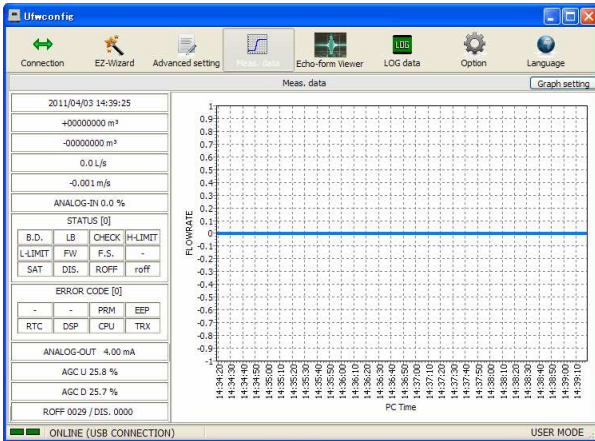 Ufwconfig
Connection EZ-Wizard Advanced setting Meas. data Echo-form Viewer LOG data Option Language
LOG
Meas. data
Graph setting
2011/04/03 14:39:25
+00000000 m³
-00000000 m³
0.0 L/s
-0.001 m/s
ANALOG-IN 0.0 %
STATUS [0]
B.D. LB CHECK H-LIMIT
L-LIMIT FW F.S. -
SAT DIS. ROFF roff
ERROR CODE [0]
- - PRM EEP
RTC DSP CPU TRX
ANALOG-OUT 4.00 mA
AGC U 25.8 %
AGC D 25.7 %
ROFF 0029 / DIS. 0000
FLOWRATE
1
0.9
0.8
0.7
0.6
0.5
0.4
0.3
0.2
0.1
0
-0.1
-0.2
-0.3
-0.4
-0.5
-0.6
-0.7
-0.8
-0.9
-1
14:34:20 14:34:30 14:34:40 14:34:50 14:35:00 14:35:10 14:35:20 14:35:30 14:35:40 14:35:50 14:36:00 14:36:10 14:36:20 14:36:30 14:36:40 14:36:50 14:37:00 14:37:10 14:37:20 14:37:30 14:37:40 14:37:50 14:38:00 14:38:10 14:38:20 14:38:30 14:38:40 14:38:50 14:39:00 14:39:10
PC Time
ONLINE (USB CONNECTION)
USER MODE